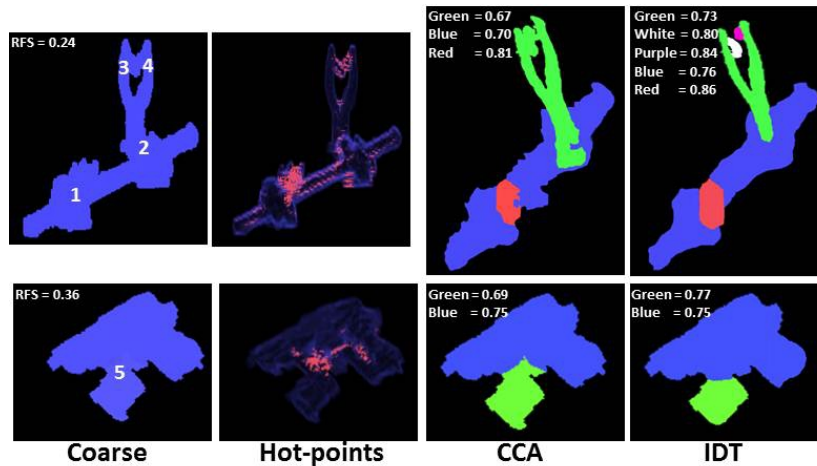 RFS = 0.24
3 4
2
1
Green = 0.67
Blue = 0.70
Red = 0.81
Green = 0.73
White = 0.80
Purple = 0.84
Blue = 0.76
Red = 0.86
RFS = 0.36
5
Green = 0.69
Blue = 0.75
Green = 0.77
Blue = 0.75
Coarse Hot-points CCA IDT